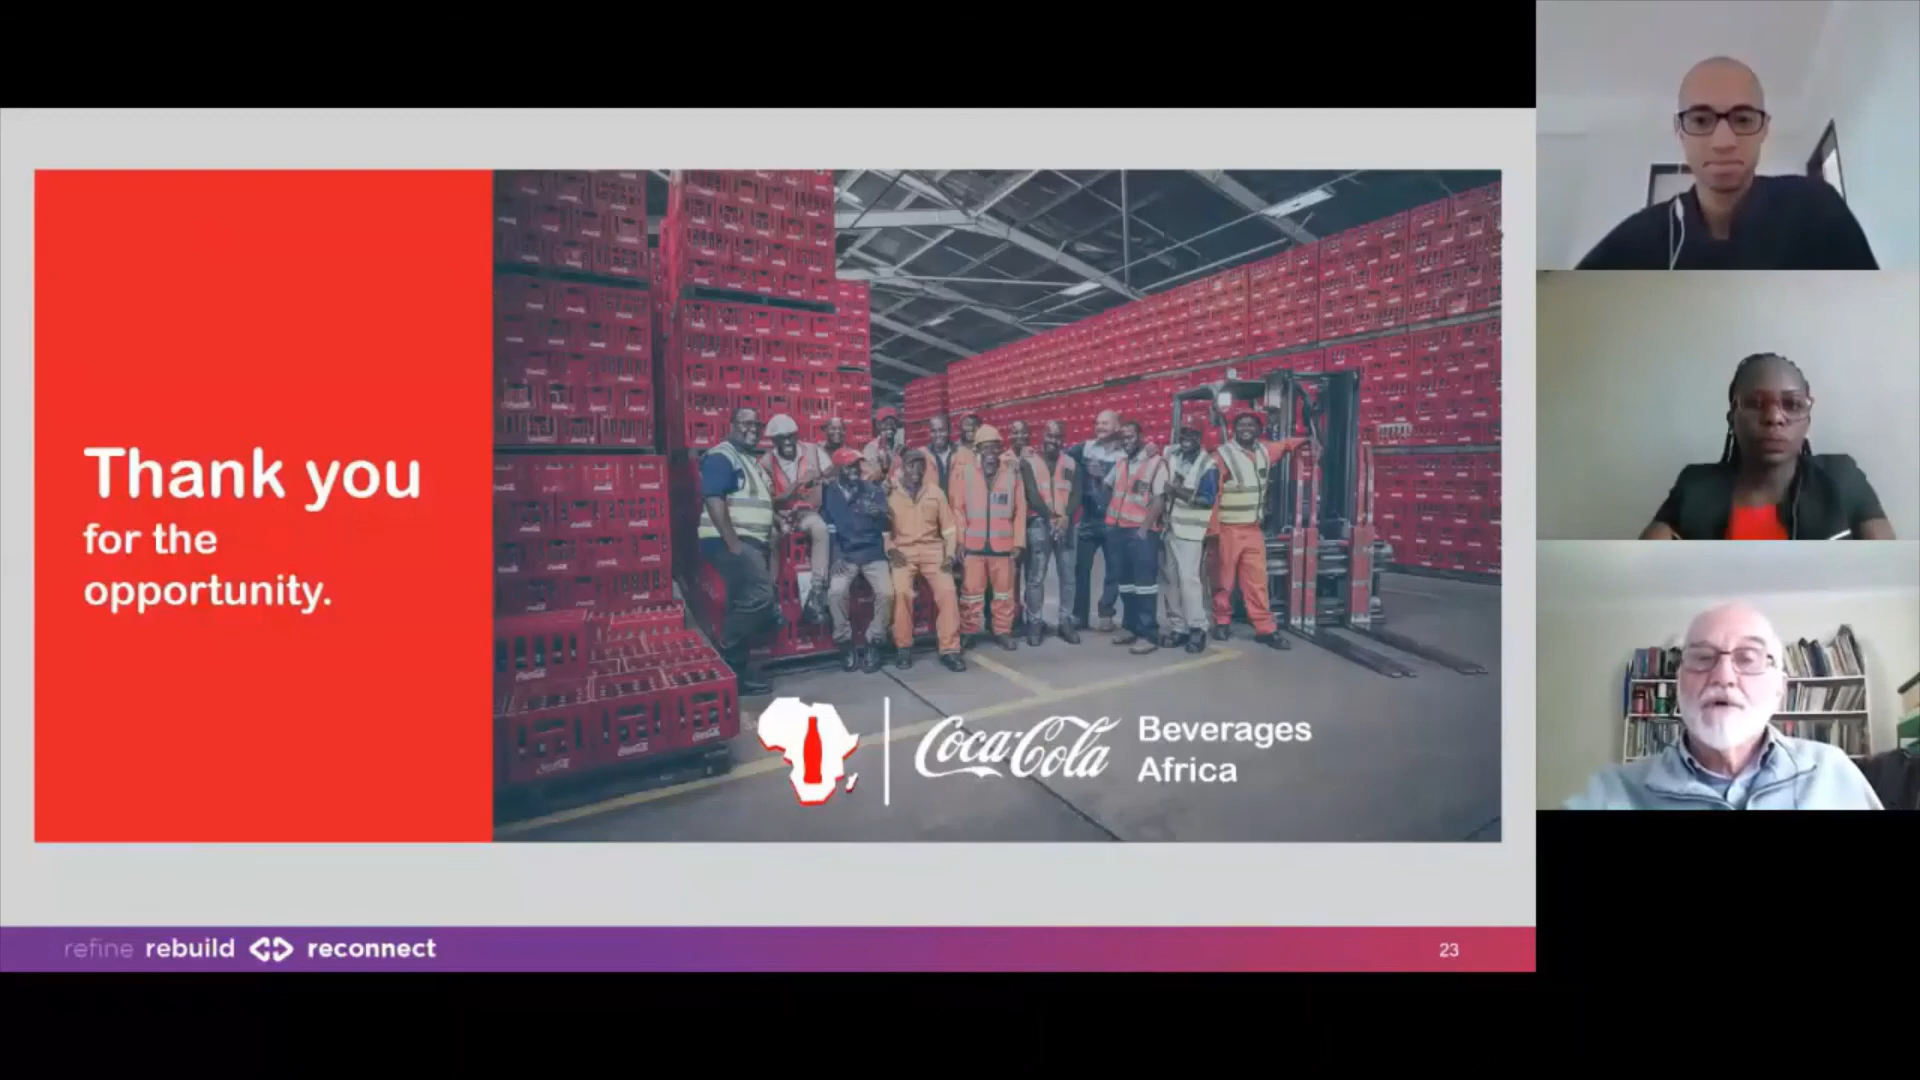 Thank you
for the
opportunity.
Coca-Cola Beverages
Africa
refine rebuild reconnect
23